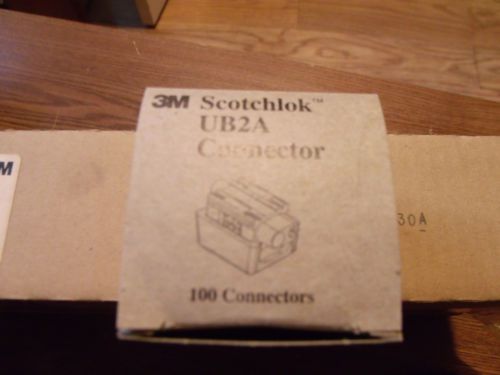 3M Scotchlok™
UB2A
Connector
100 Connectors
M
30A